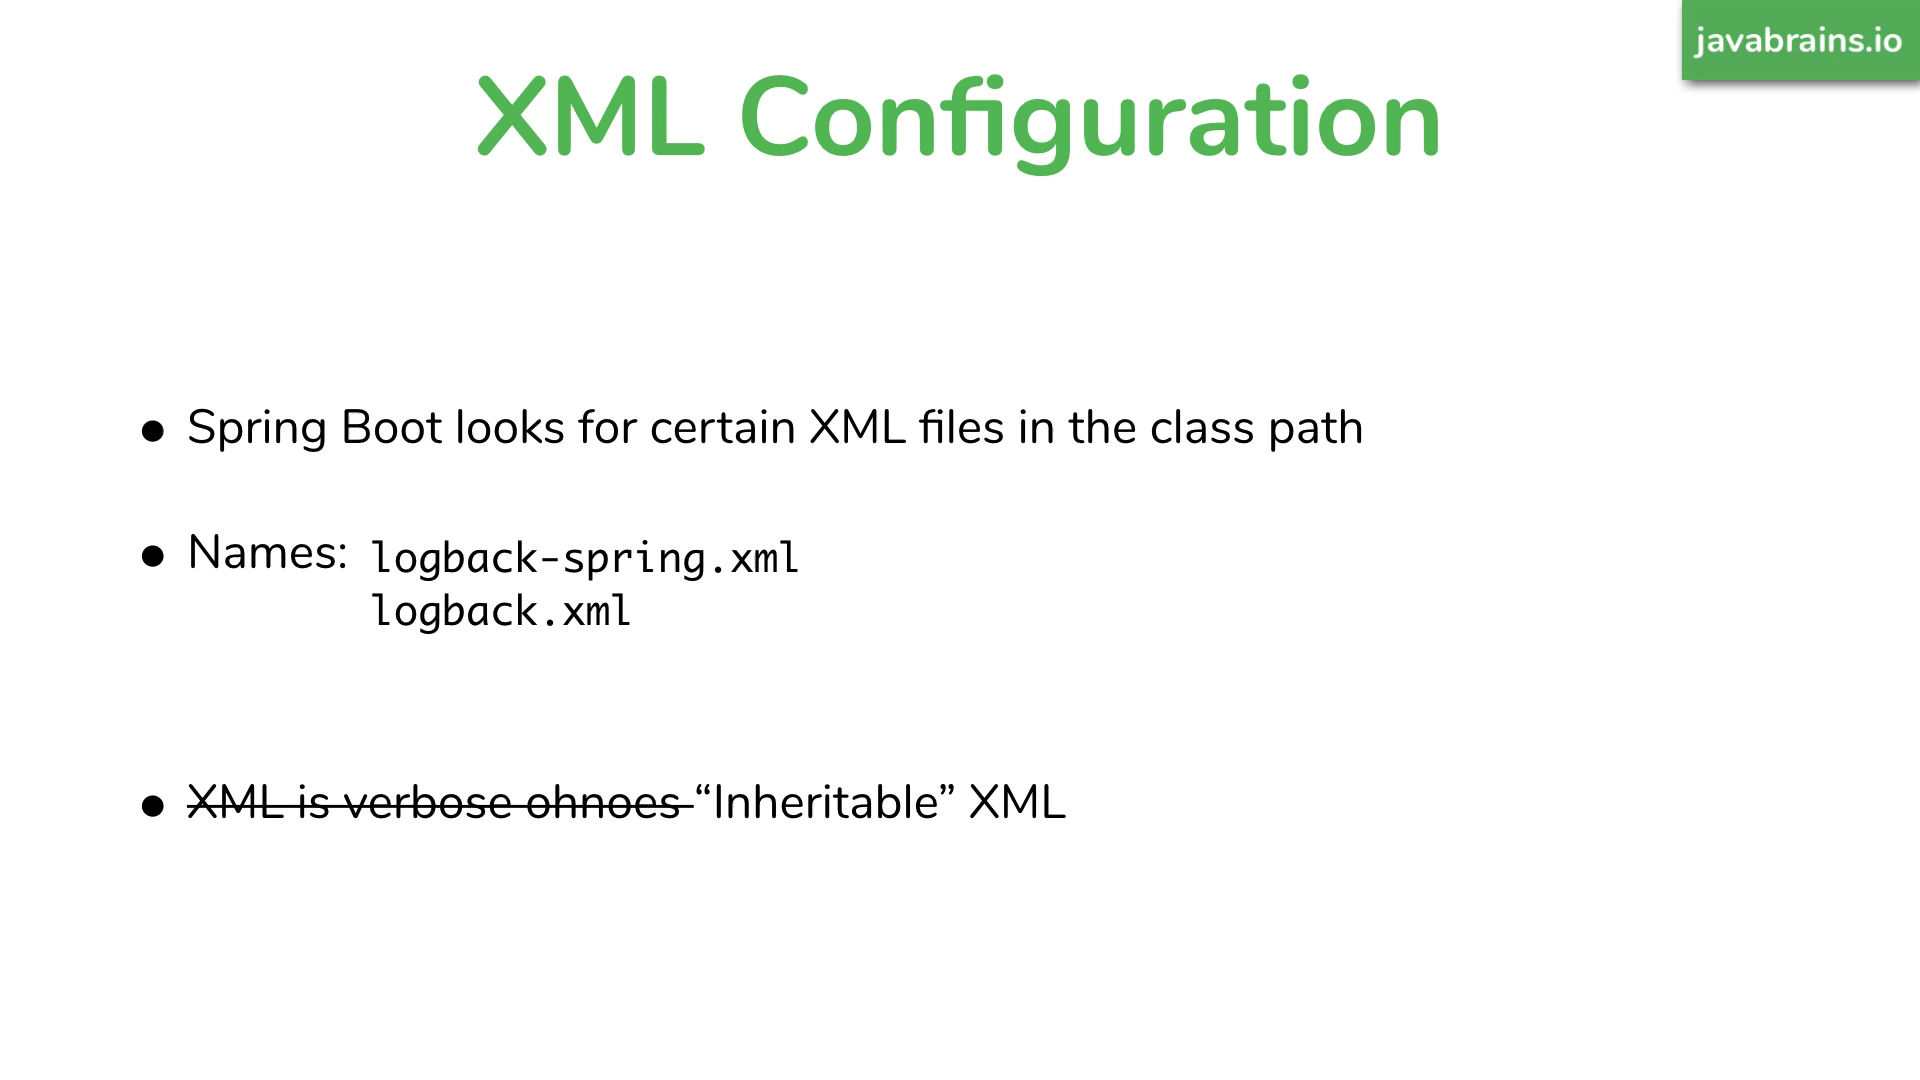 javabrains.io
XML Configuration
• Spring Boot looks for certain XML files in the class path
• Names: logback-spring.xml
logback.xml
• XML is verbose ohnoes “Inheritable” XML